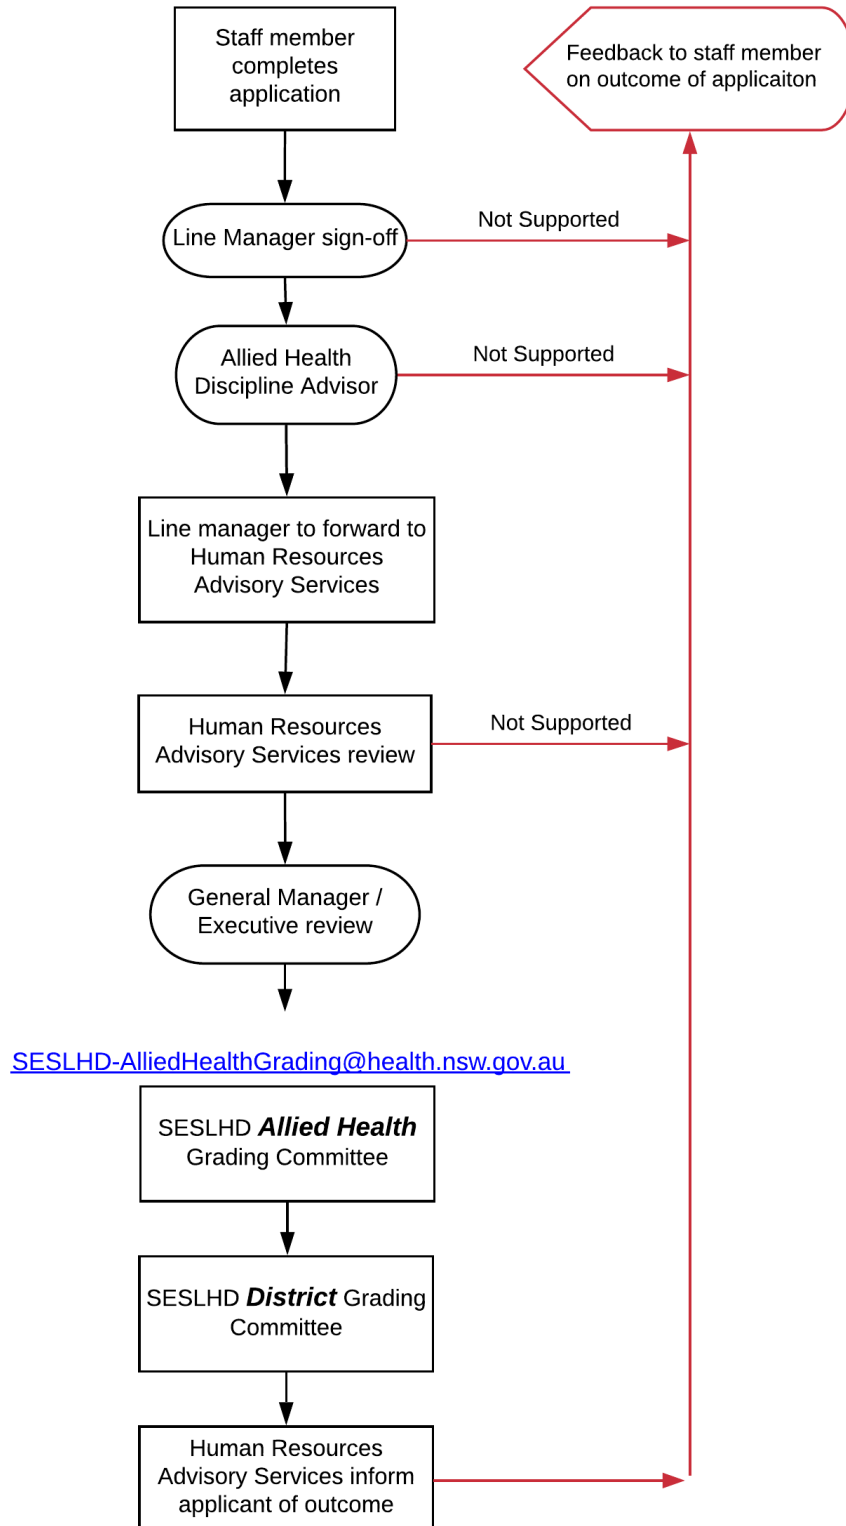 Staff member
completes
application
Feedback to staff member
on outcome of applicaiton
Line Manager sign-off
Not Supported
Allied Health
Discipline Advisor
Not Supported
Line manager to forward to
Human Resources
Advisory Services
Human Resources
Advisory Services review
Not Supported
General Manager /
Executive review
SESLHD-AlliedHealthGrading@health.nsw.gov.au
SESLHD Allied Health
Grading Committee
SESLHD District Grading
Committee
Human Resources
Advisory Services inform
applicant of outcome